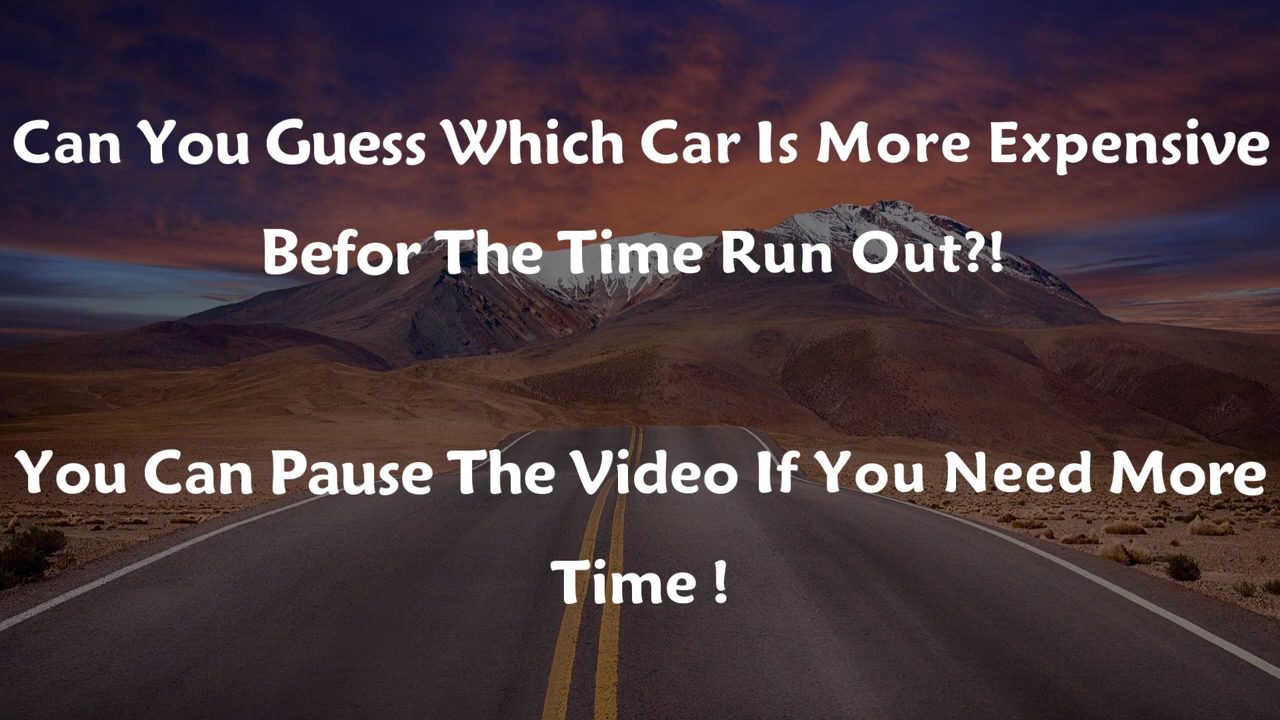 Can You Guess Which Car Is More Expensive
Befor The Time Run Out?!
You Can Pause The Video If You Need More
Time !